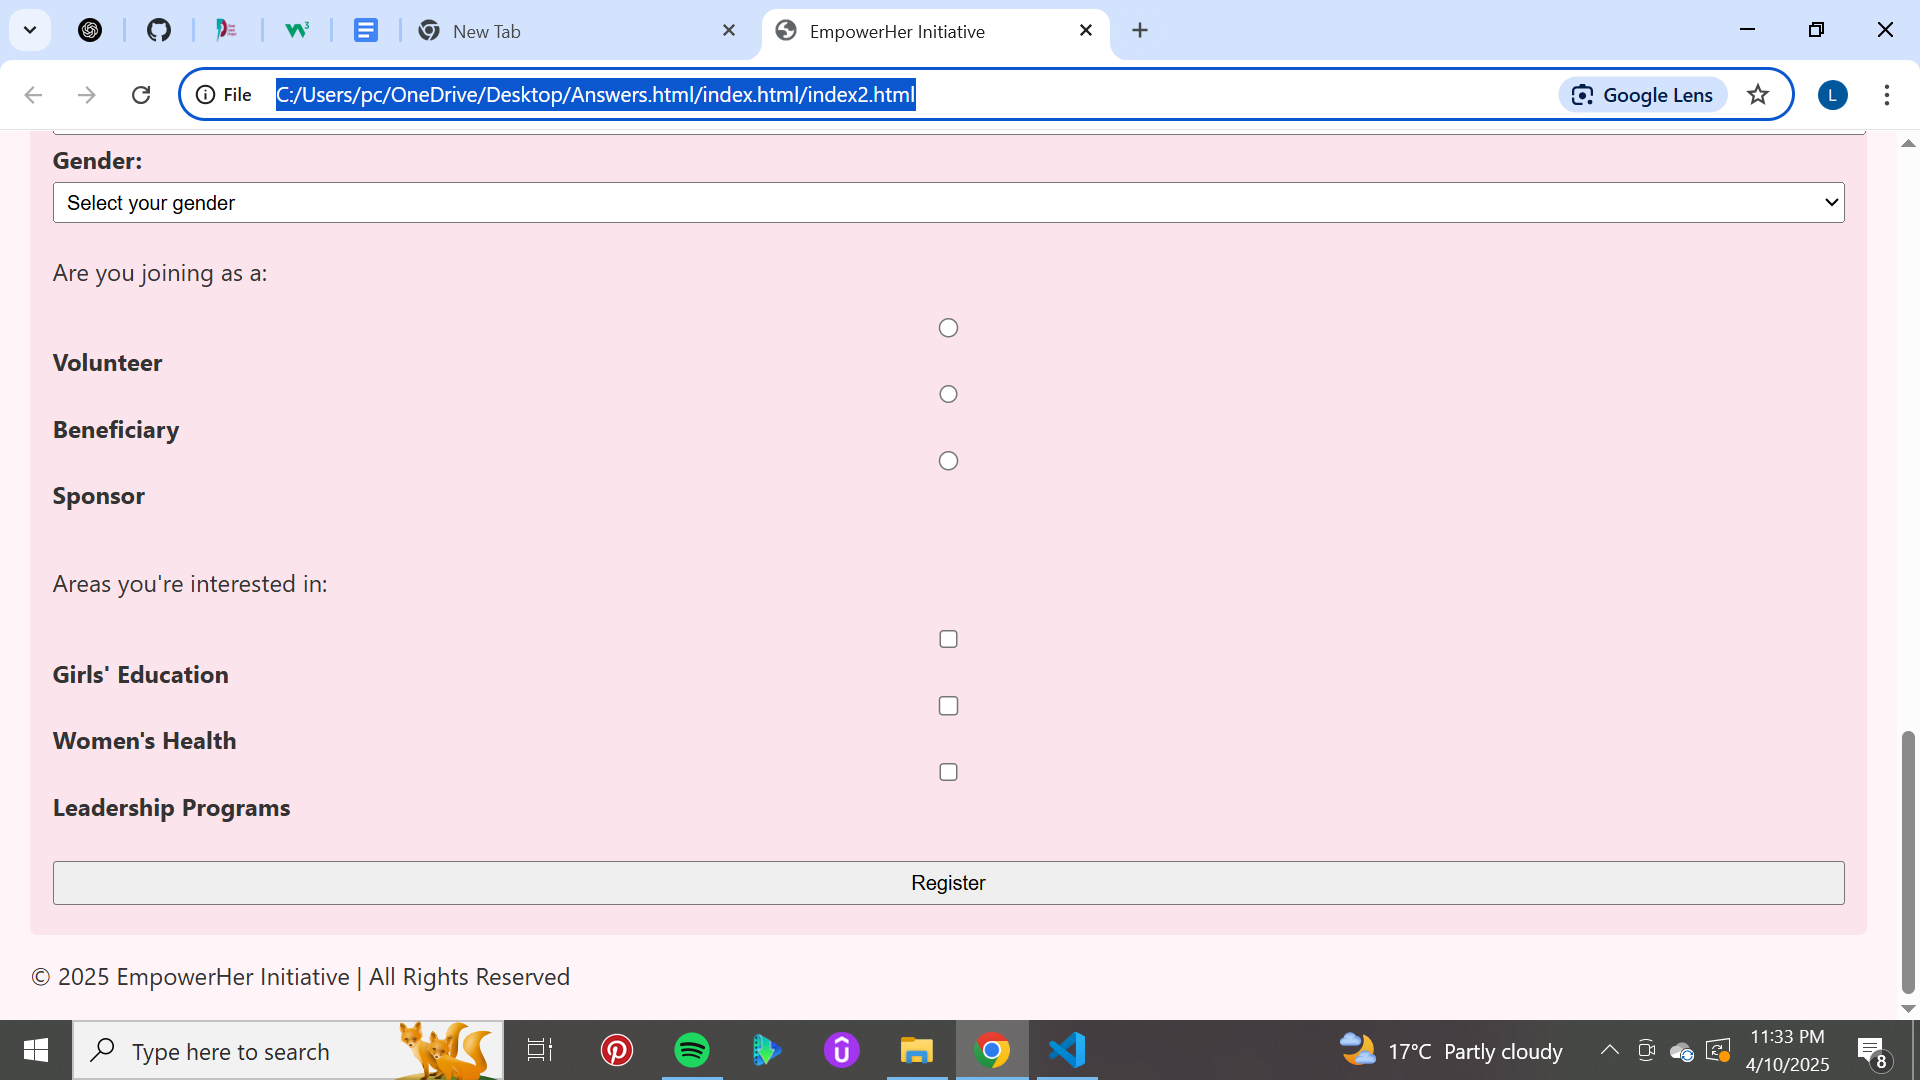 New Tab
EmpowerHer Initiative
File
C:/Users/pc/OneDrive/Desktop/Answers.html/index.html/index2.html
Google Lens
L
Gender:
Select your gender
Are you joining as a:
Volunteer
Beneficiary
Sponsor
Areas you're interested in:
Girls' Education
Women's Health
Leadership Programs
Register
© 2025 EmpowerHer Initiative | All Rights Reserved
Type here to search
17°C Partly cloudy
11:33 PM
4/10/2025
8